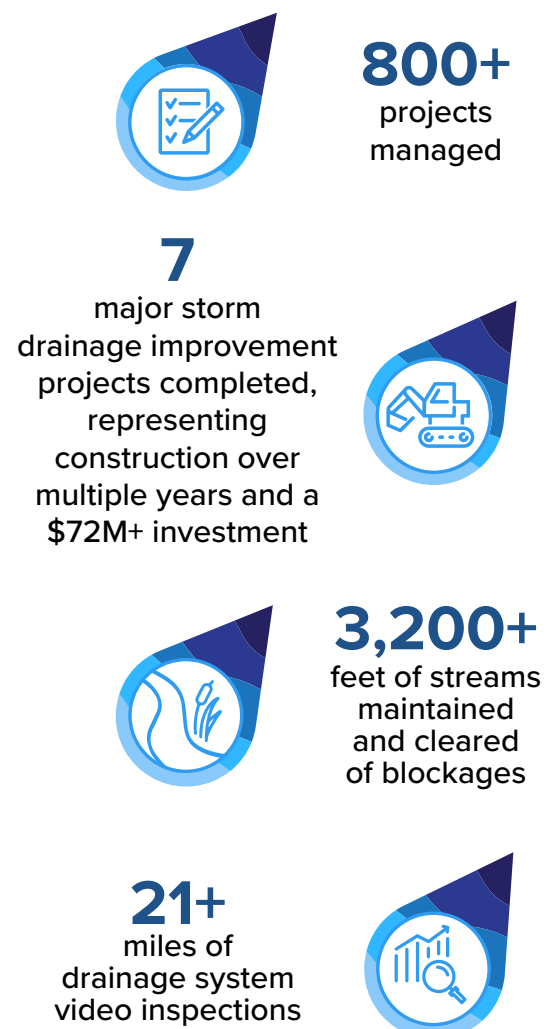 800+
projects
managed
7
major storm
drainage improvement
projects completed,
representing
construction over
multiple years and a
$72M+ investment
3,200+
feet of streams
maintained
and cleared
of blockages
21+
miles of
drainage system
video inspections